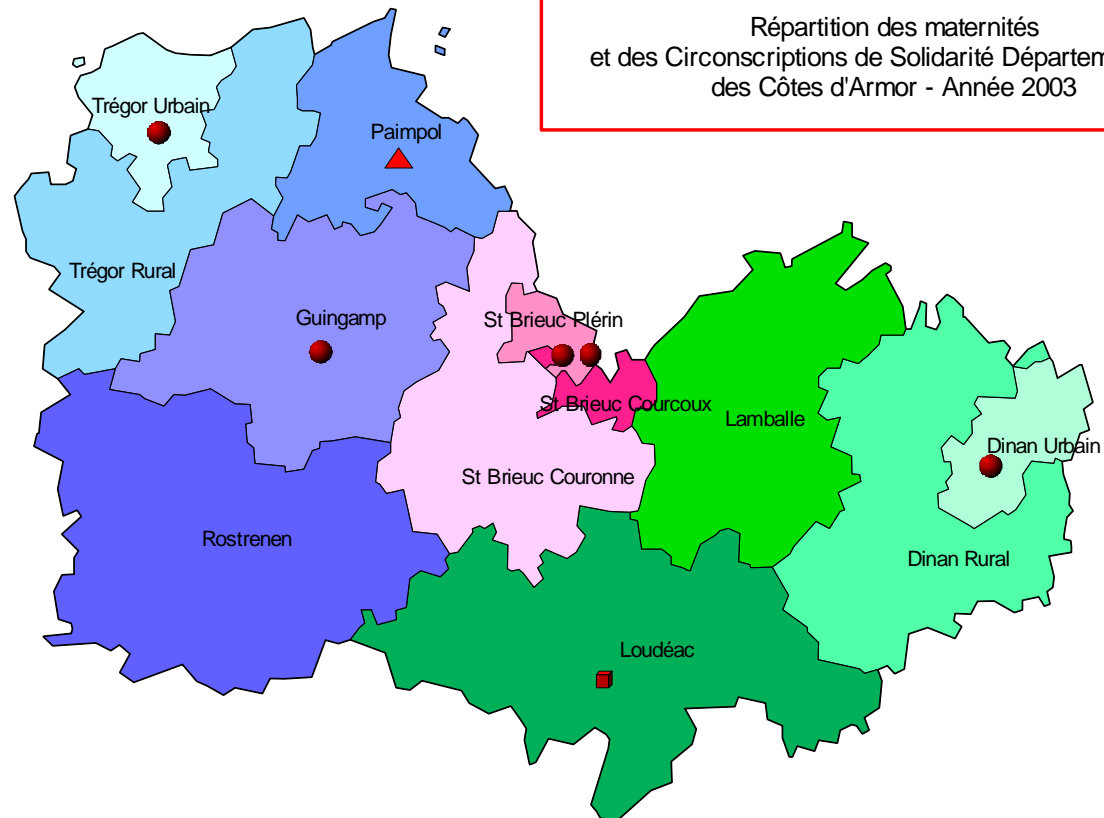 Répartition des maternités
et des Circonscriptions de Solidarité Départem
des Côtes d'Armor - Année 2003
Trégor Urbain
Paimpol
Trégor Rural
Guingamp
St Brieuc Plérin
St Brieuc Courcoux
Lamballe
Dinan Urbain
St Brieuc Couronne
Rostrenen
Dinan Rural
Loudéac